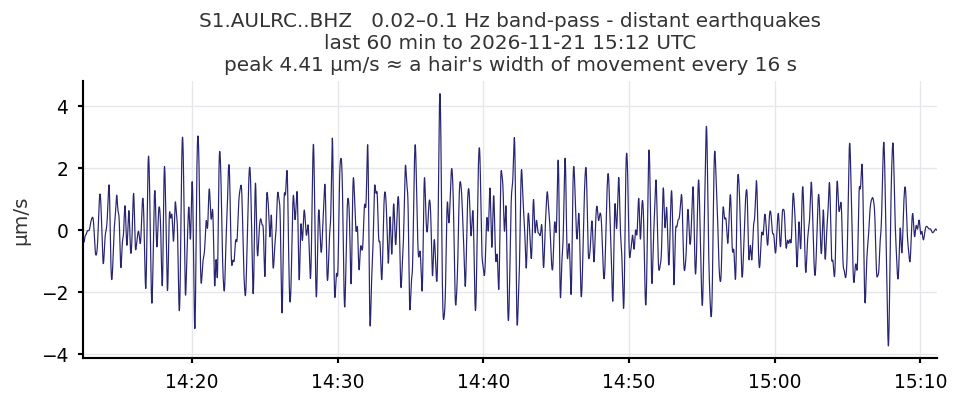 S1.AULRC..BHZ   0.02–0.1 Hz band-pass - distant earthquakes
last 60 min to 2026-11-21 15:12 UTC
peak 4.41 µm/s ≈ a hair's width of movement every 16 s
µm/s
4
2
0
−2
−4
14:20 14:30 14:40 14:50 15:00 15:10